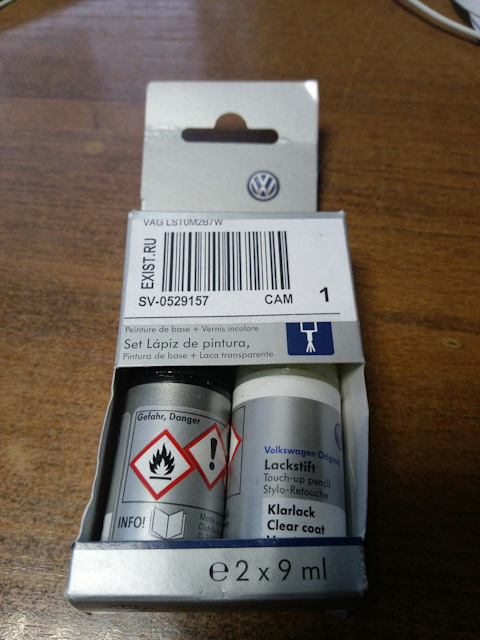 VAG LST0M2B7W
EXIST.RU
SV-0529157 CAM 1
Peinture de base + Vernis incolore
Set Lápiz de pintura,
Pintura de base + Laca transparente
Gefahr, Danger
INFO!
Made
Volkswagen Original
Lackstift
Touch-up pencil
Stylo-Retouche
Klarlack
Clear coat
e 2 x 9 ml